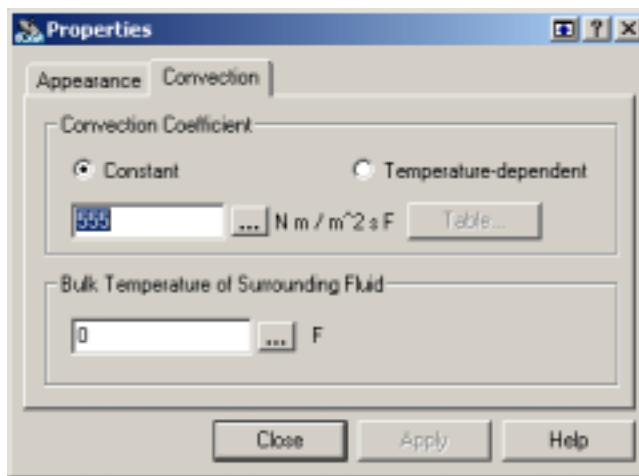 Properties
Appearance Convection
Convection Coefficient
Constant Temperature-dependent
555 ... N m / m^2 s F Table...
Bulk Temperature of Surrounding Fluid
0 ... F
Close Apply Help